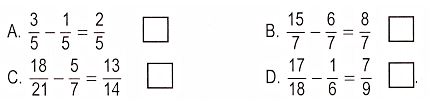 A. 3/5 − 1/5 = 2/5 □ B. 15/7 − 6/7 = 8/7 □
C. 18/21 − 5/7 = 13/14 □ D. 17/18 − 1/6 = 7/9 □.